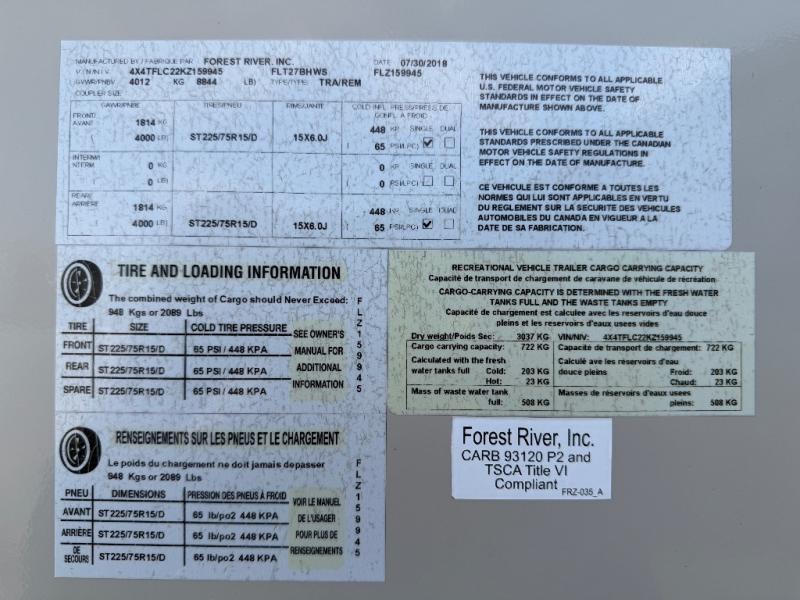 MANUFACTURED BY / FABRIQUE PAR FOREST RIVER, INC. DATE 07/30/2018
V.I.N./N.I.V. 4X4TFLC22KZ159945 FLT27BHWS FLZ159945
GVWR/PNBV 4012 KG 8844 LB) TYPE/TYPE: TRA/REM
COUPLER SIZE
GAWR/PNBE TIRES/PNEU RIMS/JANTE COLD INFL. PRESS/PRESS. DE GONFL. A FROID
FRONT/ AVANT 1814 KG 448 KP. SINGLE DUAL
4000 LB) ST225/75R15/D 15X6.0J ( 65 PSI/LPC)
INTERM/ INTERM 0 KG 0 KP. SINGLE DUAL
0 LB) ( 0 PSI/LPC)
REAR/ ARRIÈRE 1814 KG 448 KP. SINGLE DUAL
4000 LB) ST225/75R15/D 15X6.0J ( 65 PSI/LPC)
THIS VEHICLE CONFORMS TO ALL APPLICABLE
U.S. FEDERAL MOTOR VEHICLE SAFETY
STANDARDS IN EFFECT ON THE DATE OF
MANUFACTURE SHOWN ABOVE.
THIS VEHICLE CONFORMS TO ALL APPLICABLE
STANDARDS PRESCRIBED UNDER THE CANADIAN
MOTOR VEHICLE SAFETY REGULATIONS IN
EFFECT ON THE DATE OF MANUFACTURE.
CE VEHICULE EST CONFORME A TOUTES LES
NORMES QUI LUI SONT APPLICABLES EN VERTU
DU REGLEMENT SUR LA SECURITE DES VEHICULES
AUTOMOBILES DU CANADA EN VIGUEUR A LA
DATE DE SA FABRICATION.
TIRE AND LOADING INFORMATION
The combined weight of Cargo should Never Exceed:
948 Kgs or 2089 Lbs
TIRE SIZE COLD TIRE PRESSURE
FRONT ST225/75R15/D 65 PSI / 448 KPA
REAR ST225/75R15/D 65 PSI / 448 KPA
SPARE ST225/75R15/D 65 PSI / 448 KPA
SEE OWNER'S
MANUAL FOR
ADDITIONAL
INFORMATION
FLZ159945
RECREATIONAL VEHICLE TRAILER CARGO CARRYING CAPACITY
Capacité de transport de chargement de caravane de véhicule de récréation
CARGO-CARRYING CAPACITY IS DETERMINED WITH THE FRESH WATER
TANKS FULL AND THE WASTE TANKS EMPTY
Capacité de chargement est calculee avec les réservoirs d'eau douce
pleins et les réservoirs d'eaux usees vides
Dry weight/Poids Sec: 3037 KG VIN/NIV: 4X4TFLC22KZ159945
Cargo carrying capacity: 722 KG Capacité de transport de chargement: 722 KG
Calculated with the fresh Calculé ave les réservoirs d'eau
water tanks full Cold: 203 KG douce pleins Froid: 203 KG
Hot: 23 KG Chaud: 23 KG
Mass of waste water tank Masses de réservoirs d'eaux usees
full: 508 KG pleins: 508 KG
RENSEIGNEMENTS SUR LES PNEUS ET LE CHARGEMENT
Le poids du chargement ne doit jamais depasser
948 Kgs or 2089 Lbs
PNEU DIMENSIONS PRESSION DES PNEUS À FROID
AVANT ST225/75R15/D 65 lb/po2 448 KPA
ARRIÈRE ST225/75R15/D 65 lb/po2 448 KPA
DE SECOURS ST225/75R15/D 65 lb/po2 448 KPA
VOIR LE MANUEL
DE L'USAGER
POUR PLUS DE
RENSEIGNEMENTS
FLZ159945
Forest River, Inc.
CARB 93120 P2 and
TSCA Title VI
Compliant
FRZ-035_A